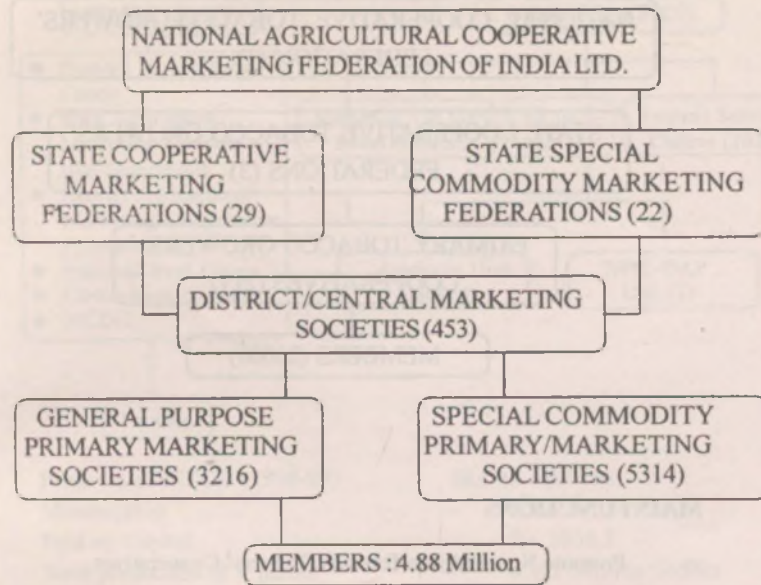 NATIONAL AGRICULTURAL COOPERATIVE
MARKETING FEDERATION OF INDIA LTD.
STATE COOPERATIVE
MARKETING
FEDERATIONS (29)
STATE SPECIAL
COMMODITY MARKETING
FEDERATIONS (22)
DISTRICT/CENTRAL MARKETING
SOCIETIES (453)
GENERAL PURPOSE
PRIMARY MARKETING
SOCIETIES (3216)
SPECIAL COMMODITY
PRIMARY/MARKETING
SOCIETIES (5314)
MEMBERS : 4.88 Million